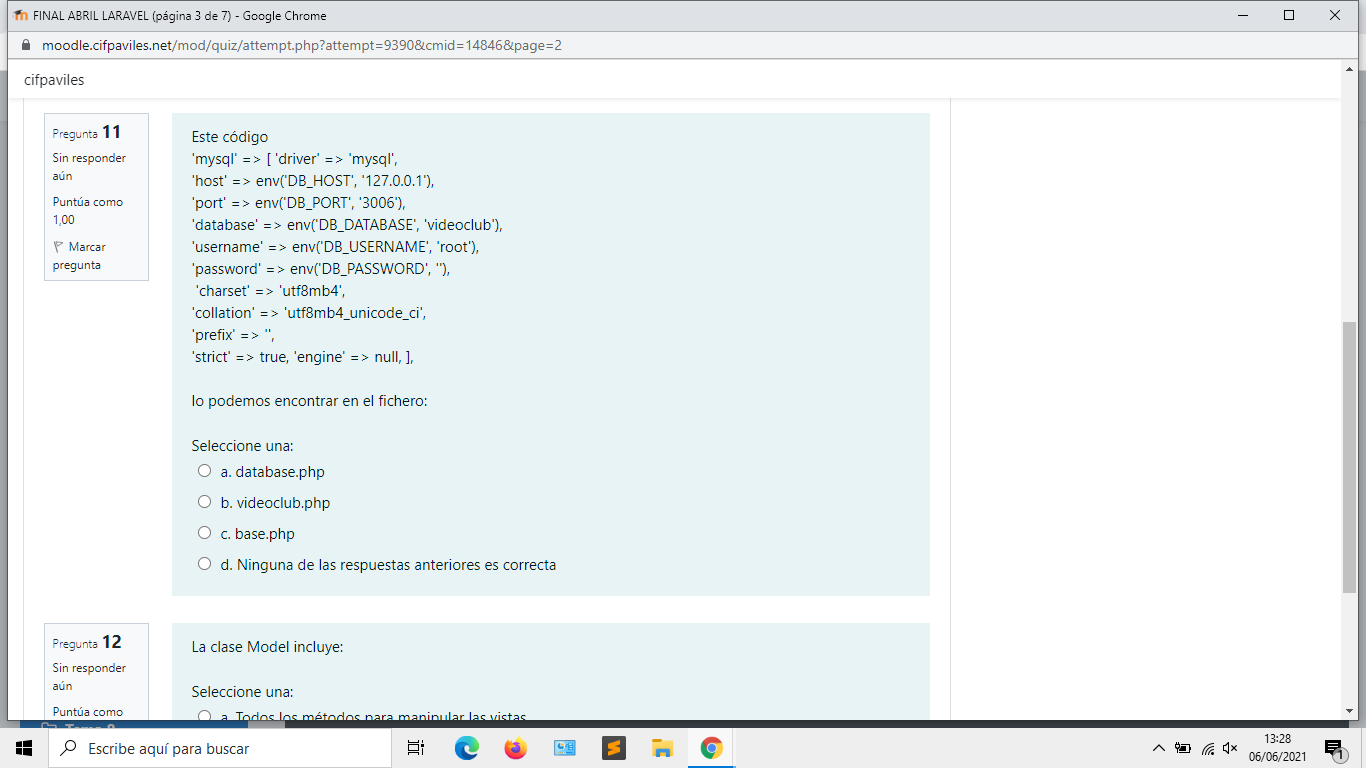 FINAL ABRIL LARAVEL (página 3 de 7) - Google Chrome
moodle.cifpaviles.net/mod/quiz/attempt.php?attempt=9390&cmid=14846&page=2
cifpaviles
Pregunta 11
Sin responder
aún
Puntúa como
1,00
Marcar
pregunta
Este código
'mysql' => [ 'driver' => 'mysql',
'host' => env('DB_HOST', '127.0.0.1'),
'port' => env('DB_PORT', '3006'),
'database' => env('DB_DATABASE', 'videoclub'),
'username' => env('DB_USERNAME', 'root'),
'password' => env('DB_PASSWORD', ''),
'charset' => 'utf8mb4',
'collation' => 'utf8mb4_unicode_ci',
'prefix' => '',
'strict' => true, 'engine' => null, ],
lo podemos encontrar en el fichero:
Seleccione una:
a. database.php
b. videoclub.php
c. base.php
d. Ninguna de las respuestas anteriores es correcta
Pregunta 12
Sin responder
aún
Puntúa como
La clase Model incluye:
Seleccione una:
a. Todos los métodos para manipular las vistas
Escribe aquí para buscar
13:28
06/06/2021
1